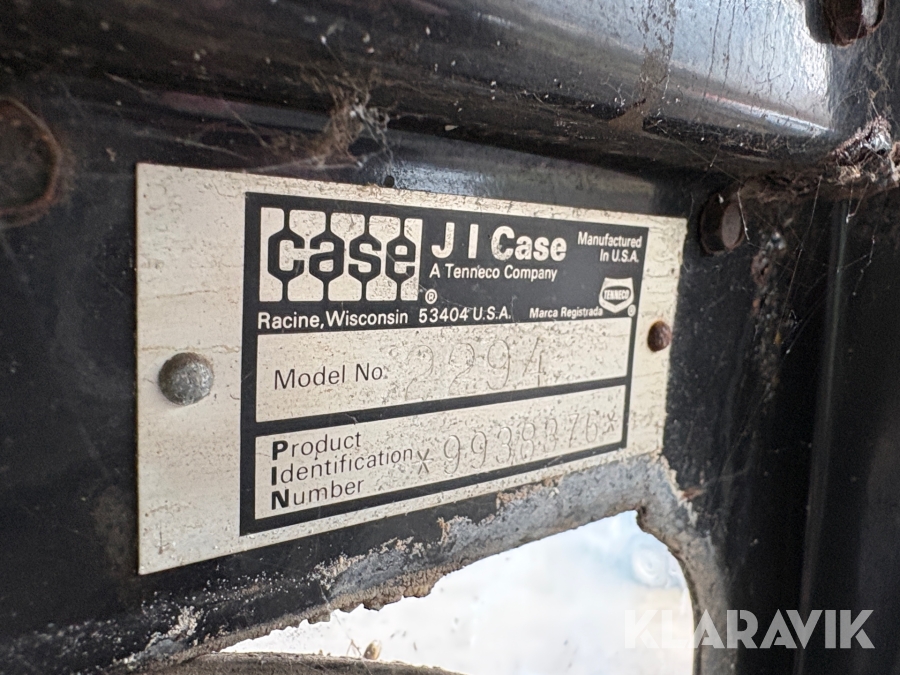 case
®
J I Case
A Tenneco Company
Manufactured
In U.S.A.
TENNECO
®
Racine, Wisconsin 53404 U.S.A.
Marca Registrada
Model No. 2294
Product
Identification
Number
*9938376*
KLARAVIK